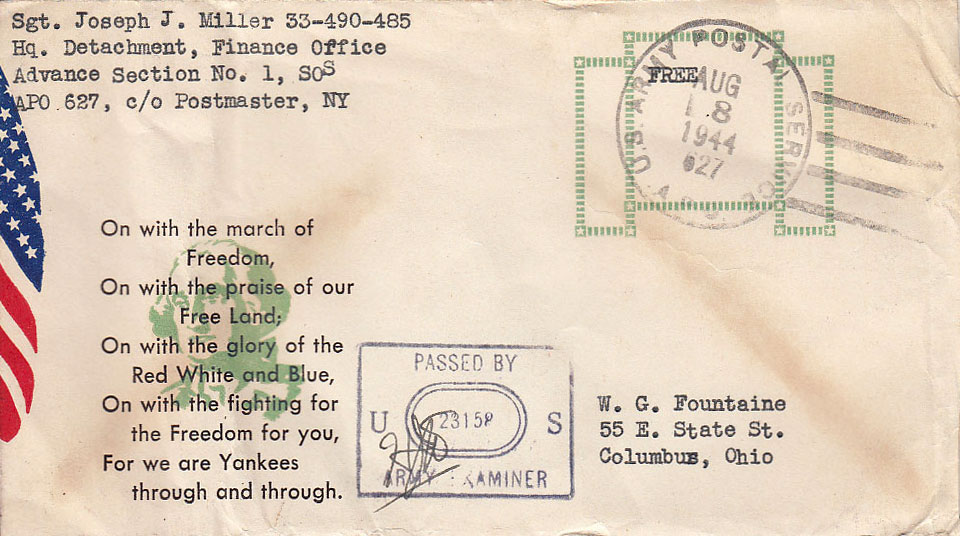 Sgt. Joseph J. Miller 33-490-485
Hq. Detachment, Finance Office
Advance Section No. 1, SOS
APO 627, c/o Postmaster, NY
FREE
U.S. ARMY POSTAL SERVICE
AUG
18
1944
627
A.P.O.
On with the march of
Freedom,
On with the praise of our
Free Land;
On with the glory of the
Red White and Blue,
On with the fighting for
the Freedom for you,
For we are Yankees
through and through.
PASSED BY
U 23158 S
ARMY EXAMINER
W. G. Fountaine
55 E. State St.
Columbus, Ohio